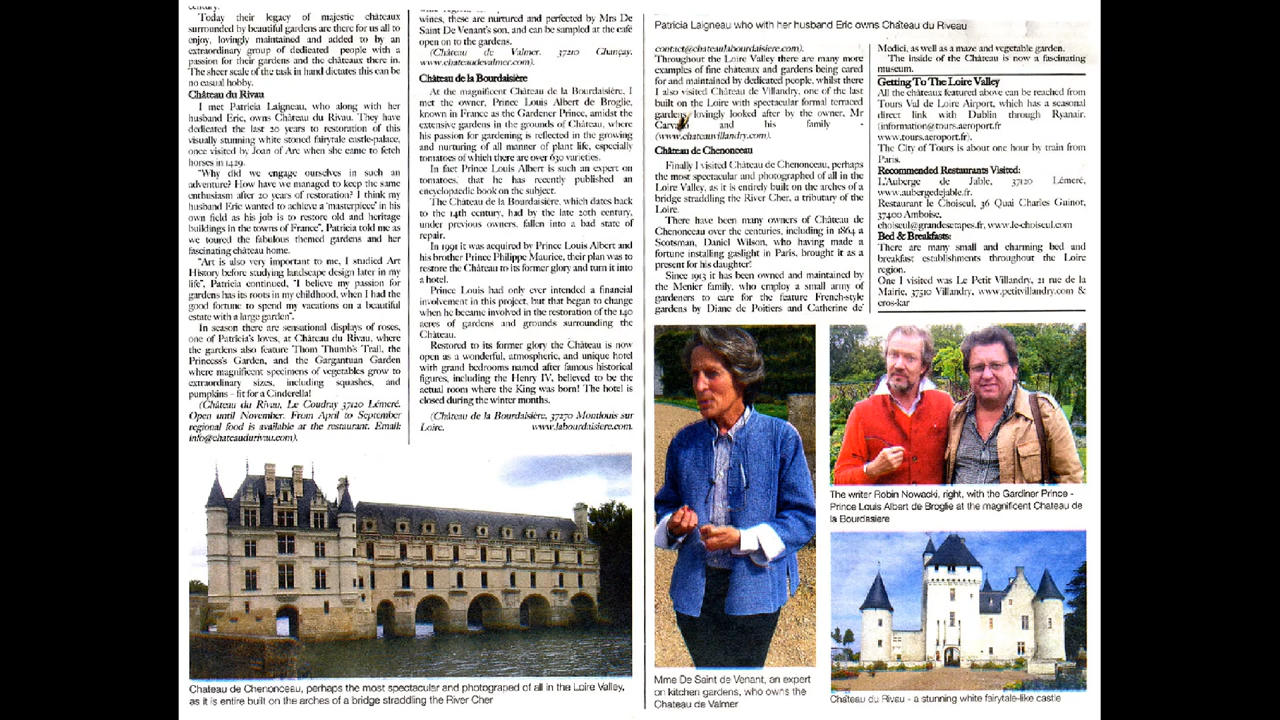 century.
Today their legacy of majestic châteaux
surrounded by beautiful gardens are there for us all to
enjoy, lovingly maintained and added to by an
extraordinary group of dedicated people with a
passion for their gardens and the châteaux there in.
The sheer scale of the task in hand dictates this can be
no casual hobby.
Château du Rivau
I met Patricia Laigneau, who along with her
husband Eric, owns Château du Rivau. They have
dedicated the last 20 years to restoration of this
visually stunning white stoned fairytale castle-palace,
once visited by Joan of Arc when she came to fetch
horses in 1429.
"Why did we engage ourselves in such an
adventure? How have we managed to keep the same
enthusiasm after 20 years of restoration? I think my
husband Eric wanted to achieve a 'masterpiece' in his
own field as his job is to restore old and heritage
buildings in the towns of France", Patricia told me as
we toured the fabulous themed gardens and her
fascinating château home.
"Art is also very important to me, I studied Art
History before studying landscape design later in my
life", Patricia continued, "I believe my passion for
gardens has its roots in my childhood, when I had the
good fortune to spend my vacations on a beautiful
estate with a large garden".
In season there are sensational displays of roses,
one of Patricia's loves, at Château du Rivau, where
the gardens also feature Thom Thumb's Trail, the
Princess's Garden, and the Gargantuan Garden
where magnificent specimens of vegetables grow to
extraordinary sizes, including squashes, and
pumpkins – fit for a Cinderella!
(Château du Rivau, Le Coudray 37120 Lémeré.
Open until November. From April to September
regional food is available at the restaurant. Email:
info@chateaudurivau.com).
wines, these are nurtured and perfected by Mrs De
Saint De Venant's son, and can be sampled at the café
open on to the gardens.
(Château de Valmer. 37210 Chançay.
www.chateaudevalmer.com).
Château de la Bourdaisière
At the magnificent Château de la Bourdaisière, I
met the owner, Prince Louis Albert de Broglie,
known in France as the Gardener Prince, amidst the
extensive gardens in the grounds of Château, where
his passion for gardening is reflected in the growing
and nurturing of all manner of plant life, especially
tomatoes of which there are over 630 varieties.
In fact Prince Louis Albert is such an expert on
tomatoes, that he has recently published an
encyclopaedic book on the subject.
The Château de la Bourdaisière, which dates back
to the 14th century, had by the late 20th century,
under previous owners, fallen into a bad state of
repair.
In 1991 it was acquired by Prince Louis Albert and
his brother Prince Philippe Maurice, their plan was to
restore the Château to its former glory and turn it into
a hotel.
Prince Louis had only ever intended a financial
involvement in this project, but that began to change
when he became involved in the restoration of the 140
acres of gardens and grounds surrounding the
Château.
Restored to its former glory the Château is now
open as a wonderful, atmospheric, and unique hotel
with grand bedrooms named after famous historical
figures, including the Henry IV, believed to be the
actual room where the King was born! The hotel is
closed during the winter months.
(Château de la Bourdaisière, 37270 Montlouis sur
Loire. www.labourdaisiere.com.
Chateau de Chenonceau, perhaps the most spectacular and photograped of all in the Loire Valley,
as it is entire built on the arches of a bridge straddling the River Cher
Patricia Laigneau who with her husband Eric owns Château du Riveau
contact@chateaulabourdaisiere.com).
Throughout the Loire Valley there are many more
examples of fine châteaux and gardens being cared
for and maintained by dedicated people, whilst there
I also visited Château de Villandry, one of the last
built on the Loire with spectacular formal terraced
gardens lovingly looked after by the owner, Mr
and his family -
(www.chateauvillandry.com).
Château de Chenonceau
Finally I visited Château de Chenonceau, perhaps
the most spectacular and photographed of all in the
Loire Valley, as it is entirely built on the arches of a
bridge straddling the River Cher, a tributary of the
Loire.
There have been many owners of Château de
Chenonceau over the centuries, including in 1864 a
Scotsman, Daniel Wilson, who having made a
fortune installing gaslight in Paris, brought it as a
present for his daughter!
Since 1913 it has been owned and maintained by
the Menier family, who employ a small army of
gardeners to care for the feature French-style
gardens by Diane de Poitiers and Catherine de'
Medici, as well as a maze and vegetable garden.
The inside of the Château is now a fascinating
museum.
Getting To The Loire Valley
All the châteaux featured above can be reached from
Tours Val de Loire Airport, which has a seasonal
direct link with Dublin through Ryanair.
(information@tours.aeroport.fr
www.tours.aeroport.fr).
The City of Tours is about one hour by train from
Paris.
Recommended Restaurants Visited:
L'Auberge de Jable, 37120 Lémeré,
www.aubergedejable.fr.
Restaurant le Choiseul, 36 Quai Charles Guinot,
37400 Amboise,
choiseul@grandesetapes.fr, www.le-choiseul.com
Bed & Breakfasts:
There are many small and charming bed and
breakfast establishments throughout the Loire
region.
One I visited was Le Petit Villandry, 21 rue de la
Mairie, 37510 Villandry, www.petitvillandry.com &
eros-kar
Mme De Saint de Venant, an expert
on kitchen gardens, who owns the
Chateau de Valmer
The writer Robin Nowacki, right, with the Gardiner Prince -
Prince Louis Albert de Broglie at the magnificent Chateau de
la Bourdasiere
Château du Rivau - a stunning white fairytale-like castle